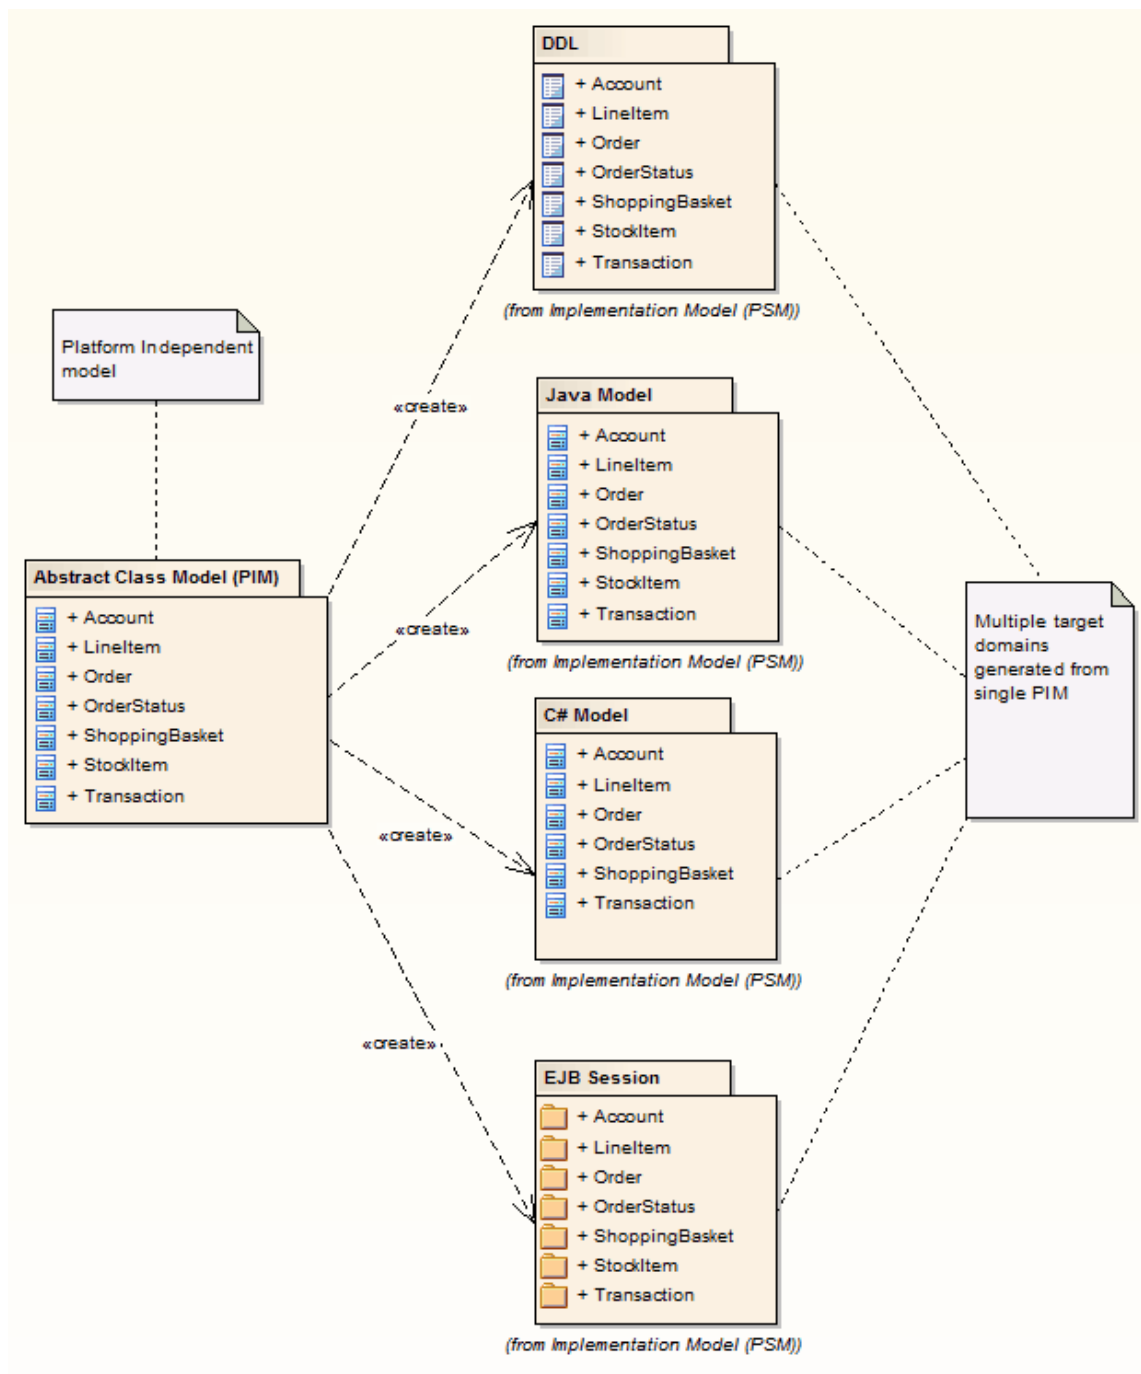 DDL
+ Account
+ LineItem
+ Order
+ OrderStatus
+ ShoppingBasket
+ StockItem
+ Transaction
(from Implementation Model (PSM))
Platform Independent
model
«create»
Java Model
+ Account
+ LineItem
+ Order
+ OrderStatus
+ ShoppingBasket
+ StockItem
+ Transaction
(from Implementation Model (PSM))
«create»
Abstract Class Model (PIM)
+ Account
+ LineItem
+ Order
+ OrderStatus
+ ShoppingBasket
+ StockItem
+ Transaction
Multiple target
domains
generated from
single PIM
C# Model
+ Account
+ LineItem
+ Order
+ OrderStatus
+ ShoppingBasket
+ Transaction
(from Implementation Model (PSM))
«create»
«create»
EJB Session
+ Account
+ LineItem
+ Order
+ OrderStatus
+ ShoppingBasket
+ StockItem
+ Transaction
(from Implementation Model (PSM))